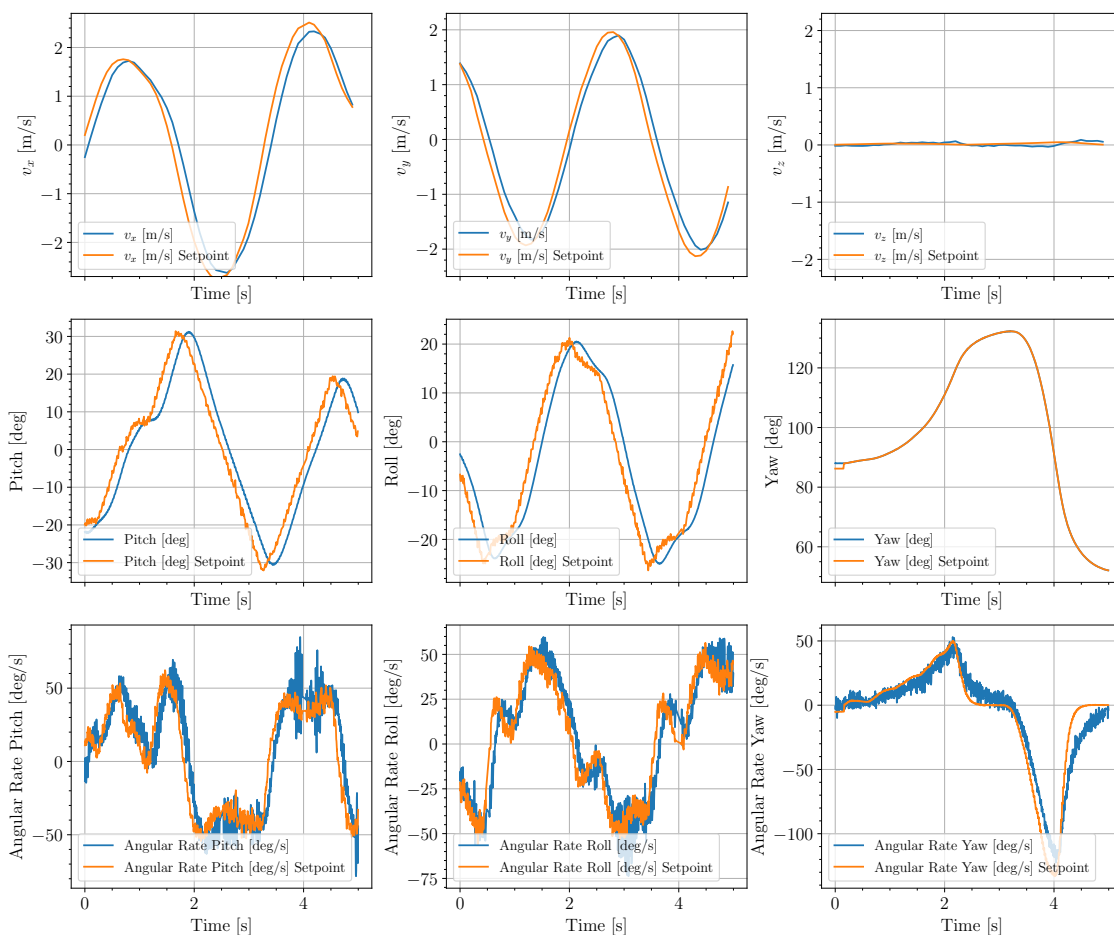 2
1
0
−1
−2
v_x [m/s]
v_x [m/s]
v_x [m/s] Setpoint
Time [s]
2
1
0
−1
−2
v_y [m/s]
v_y [m/s]
v_y [m/s] Setpoint
Time [s]
2
1
0
−1
−2
v_z [m/s]
v_z [m/s]
v_z [m/s] Setpoint
Time [s]
30
20
10
0
−10
−20
−30
Pitch [deg]
Pitch [deg]
Pitch [deg] Setpoint
Time [s]
20
10
0
−10
−20
Roll [deg]
Roll [deg]
Roll [deg] Setpoint
Time [s]
120
100
80
60
Yaw [deg]
Yaw [deg]
Yaw [deg] Setpoint
Time [s]
50
0
−50
Angular Rate Pitch [deg/s]
Angular Rate Pitch [deg/s]
Angular Rate Pitch [deg/s] Setpoint
0 2 4
Time [s]
50
25
0
−25
−50
−75
Angular Rate Roll [deg/s]
Angular Rate Roll [deg/s]
Angular Rate Roll [deg/s] Setpoint
0 2 4
Time [s]
50
0
−50
−100
Angular Rate Yaw [deg/s]
Angular Rate Yaw [deg/s]
Angular Rate Yaw [deg/s] Setpoint
0 2 4
Time [s]